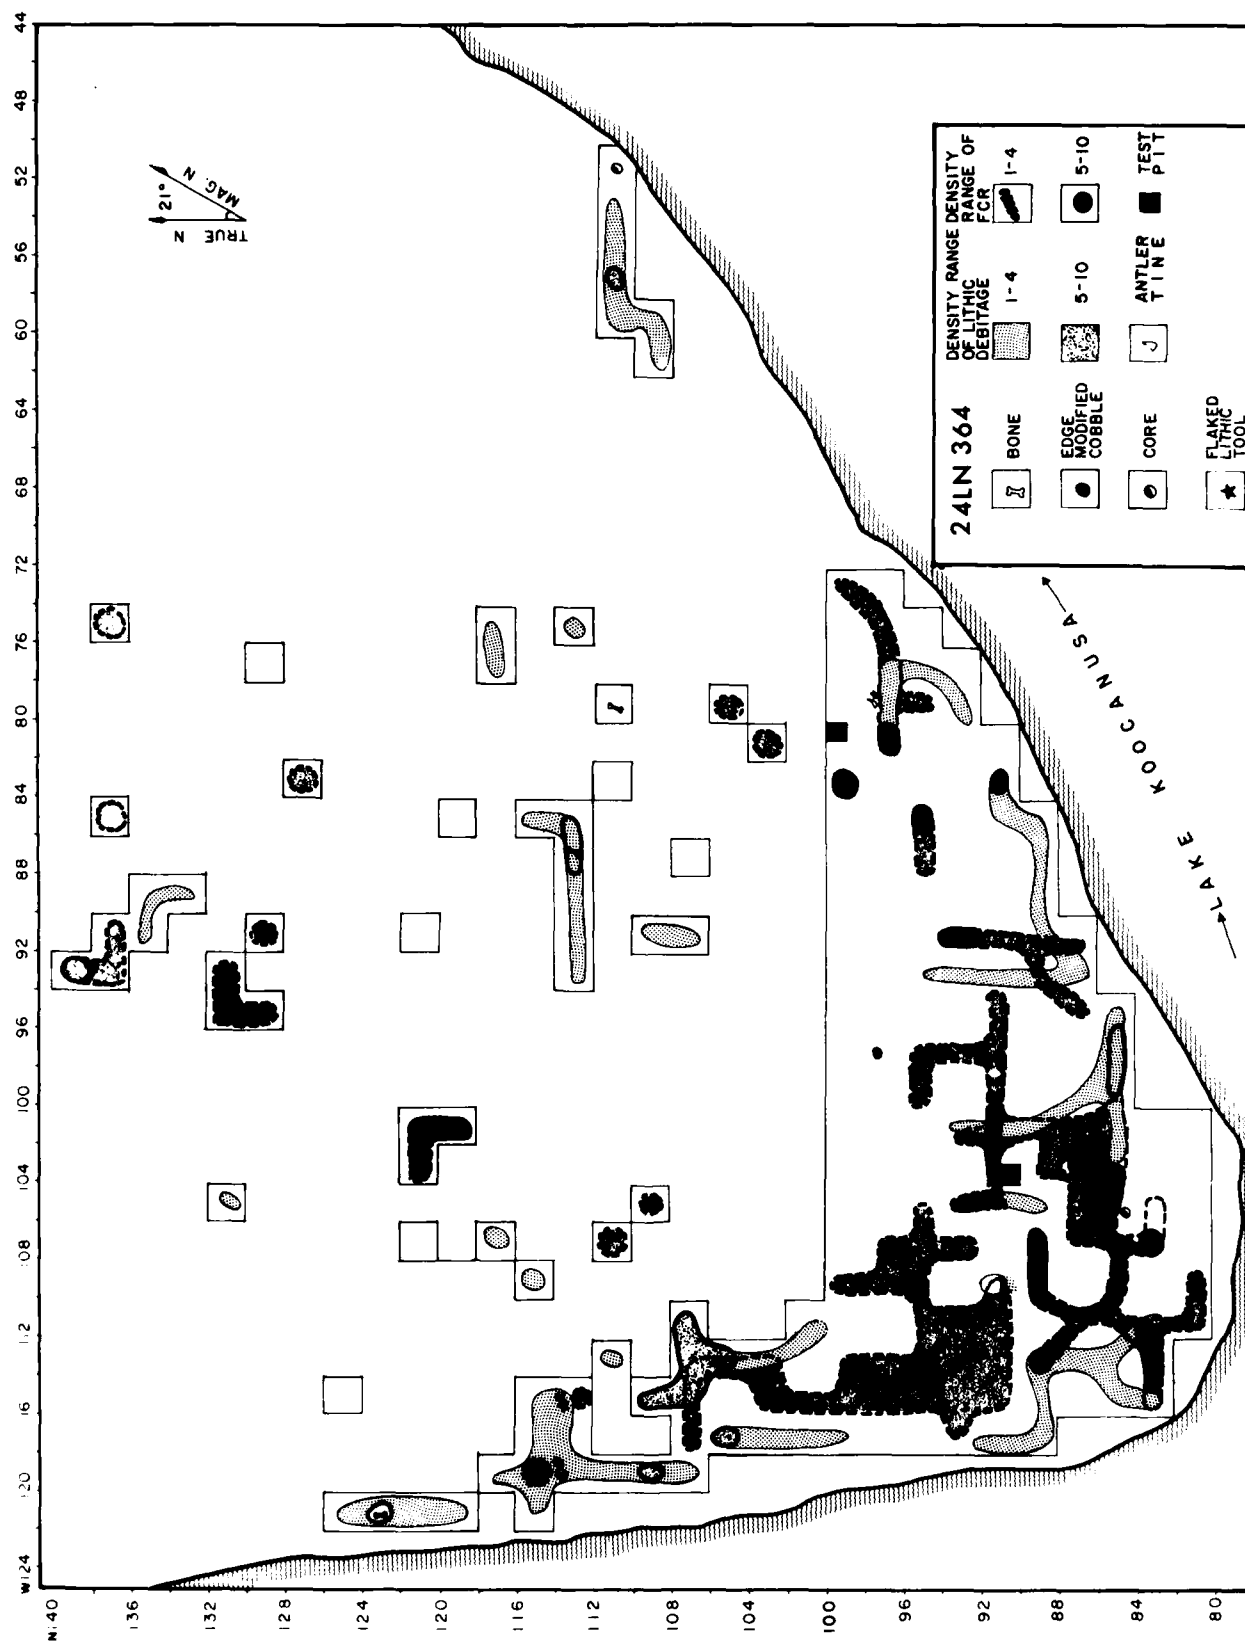 44
48
52
56
60
64
68
72
76
80
84
88
92
96
100
104
108
112
116
120
W124
N140
136
132
128
124
120
116
112
108
104
100
96
92
88
84
80
TRUE N
21°
MAG. N
LAKE KOOCANUSA
24LN 364
BONE
EDGE
MODIFIED
COBBLE
CORE
FLAKED
LITHIC
TOOL
DENSITY RANGE
OF LITHIC
DEBITAGE
1-4
5-10
ANTLER
TINE
DENSITY
RANGE OF
FCR
1-4
5-10
TEST
PIT